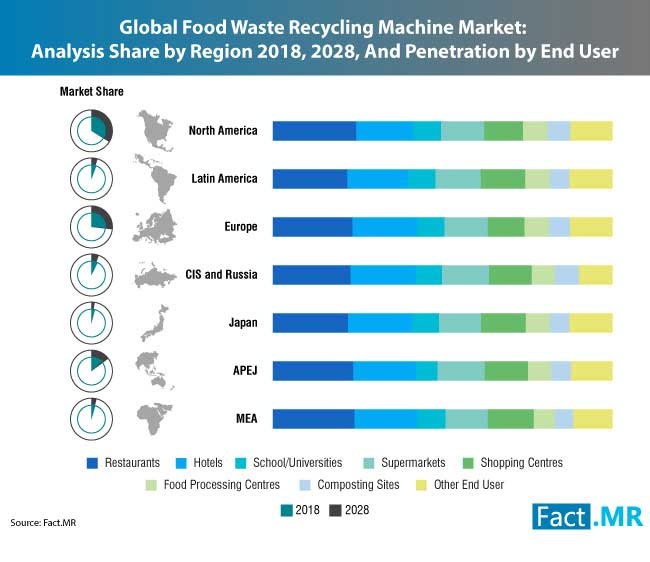 Global Food Waste Recycling Machine Market:
Analysis Share by Region 2018, 2028, And Penetration by End User
Market Share
North America
Latin America
Europe
CIS and Russia
Japan
APEJ
MEA
Restaurants Hotels School/Universities Supermarkets Shopping Centres
Food Processing Centres Composting Sites Other End User
2018 2028
Source: Fact.MR
Fact.MR